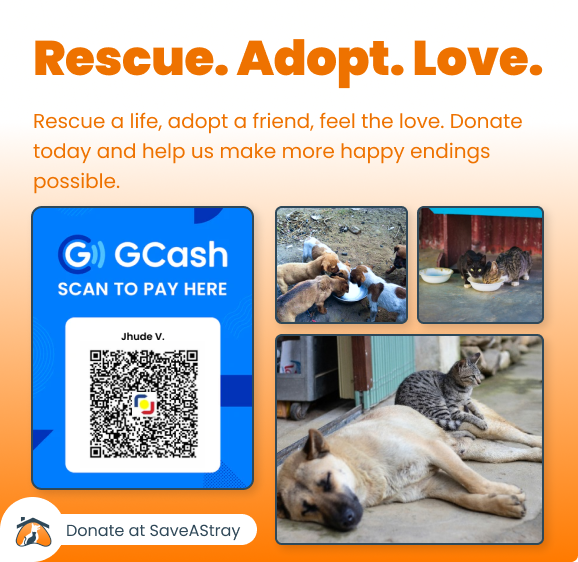 Rescue. Adopt. Love.
Rescue a life, adopt a friend, feel the love. Donate
today and help us make more happy endings
possible.
G GCash
SCAN TO PAY HERE
Jhude V.
Donate at SaveAStray